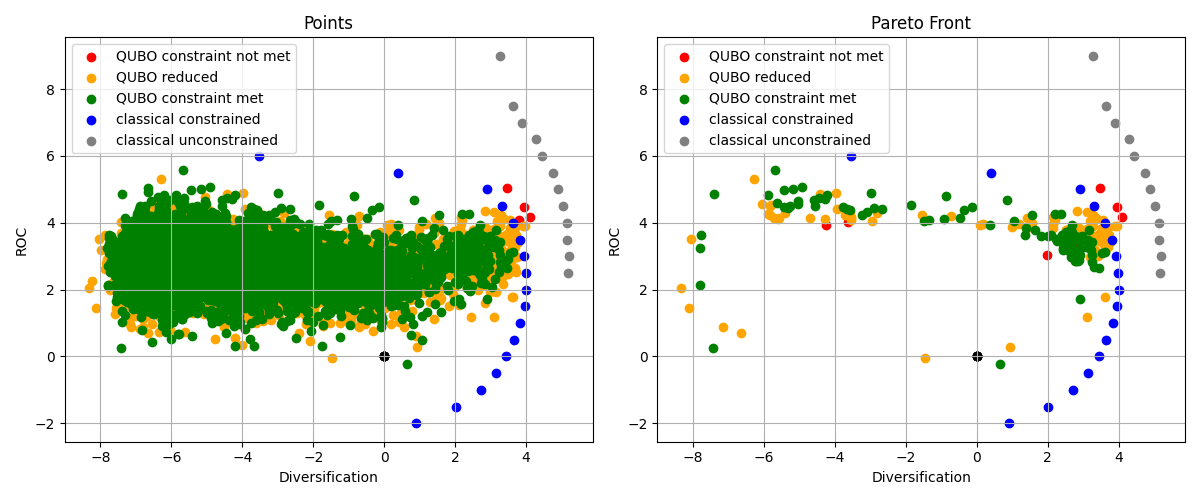 Points
ROC
8
6
4
2
0
−2
QUBO constraint not met
QUBO reduced
QUBO constraint met
classical constrained
classical unconstrained
−8 −6 −4 −2 0 2 4
Diversification
Pareto Front
ROC
8
6
4
2
0
−2
QUBO constraint not met
QUBO reduced
QUBO constraint met
classical constrained
classical unconstrained
−8 −6 −4 −2 0 2 4
Diversification